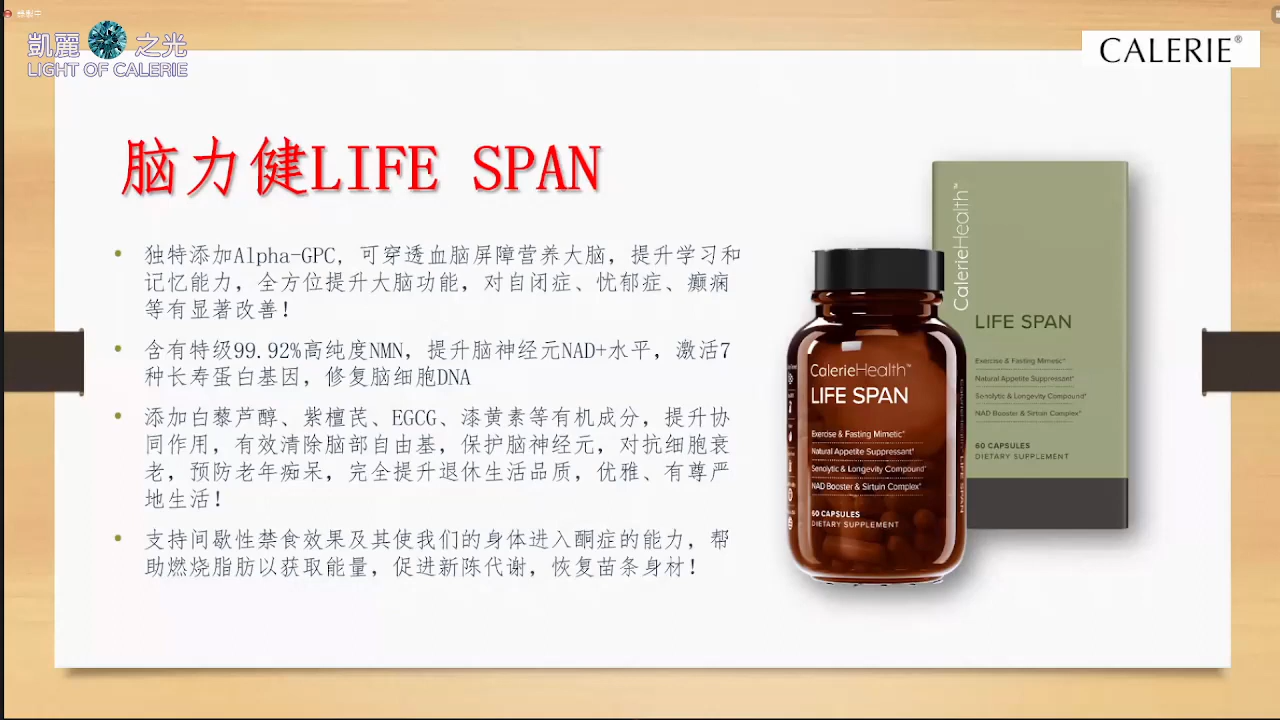 錄製中
凱麗之光
LIGHT OF CALERIE
CALERIE®
脑力健LIFE SPAN
独特添加Alpha-GPC，可穿透血脑屏障营养大脑，提升学习和
记忆能力，全方位提升大脑功能，对自闭症、忧郁症、癫痫
等有显著改善！
含有特级99.92%高纯度NMN，提升脑神经元NAD+水平，激活7
种长寿蛋白基因，修复脑细胞DNA
添加白藜芦醇、紫檀芪、EGCG、漆黄素等有机成分，提升协
同作用，有效清除脑部自由基，保护脑神经元，抵抗细胞衰
老，预防老年痴呆，完全提升退休生活品质，优雅、有尊严
地生活！
支持间歇性禁食效果及其使我们的身体进入酮症的能力，帮
助燃烧脂肪以获取能量，促进新陈代谢，恢复苗条身材！
CalerieHealth™
LIFE SPAN
Exercise & Fasting Mimetic*
Natural Appetite Suppressant*
Senolytic & Longevity Compound*
NAD Booster & Sirtuin Complex*
60 CAPSULES
DIETARY SUPPLEMENT
CalerieHealth™
LIFE SPAN
Exercise & Fasting Mimetic*
Natural Appetite Suppressant*
Senolytic & Longevity Compound*
NAD Booster & Sirtuin Complex*
60 CAPSULES
DIETARY SUPPLEMENT